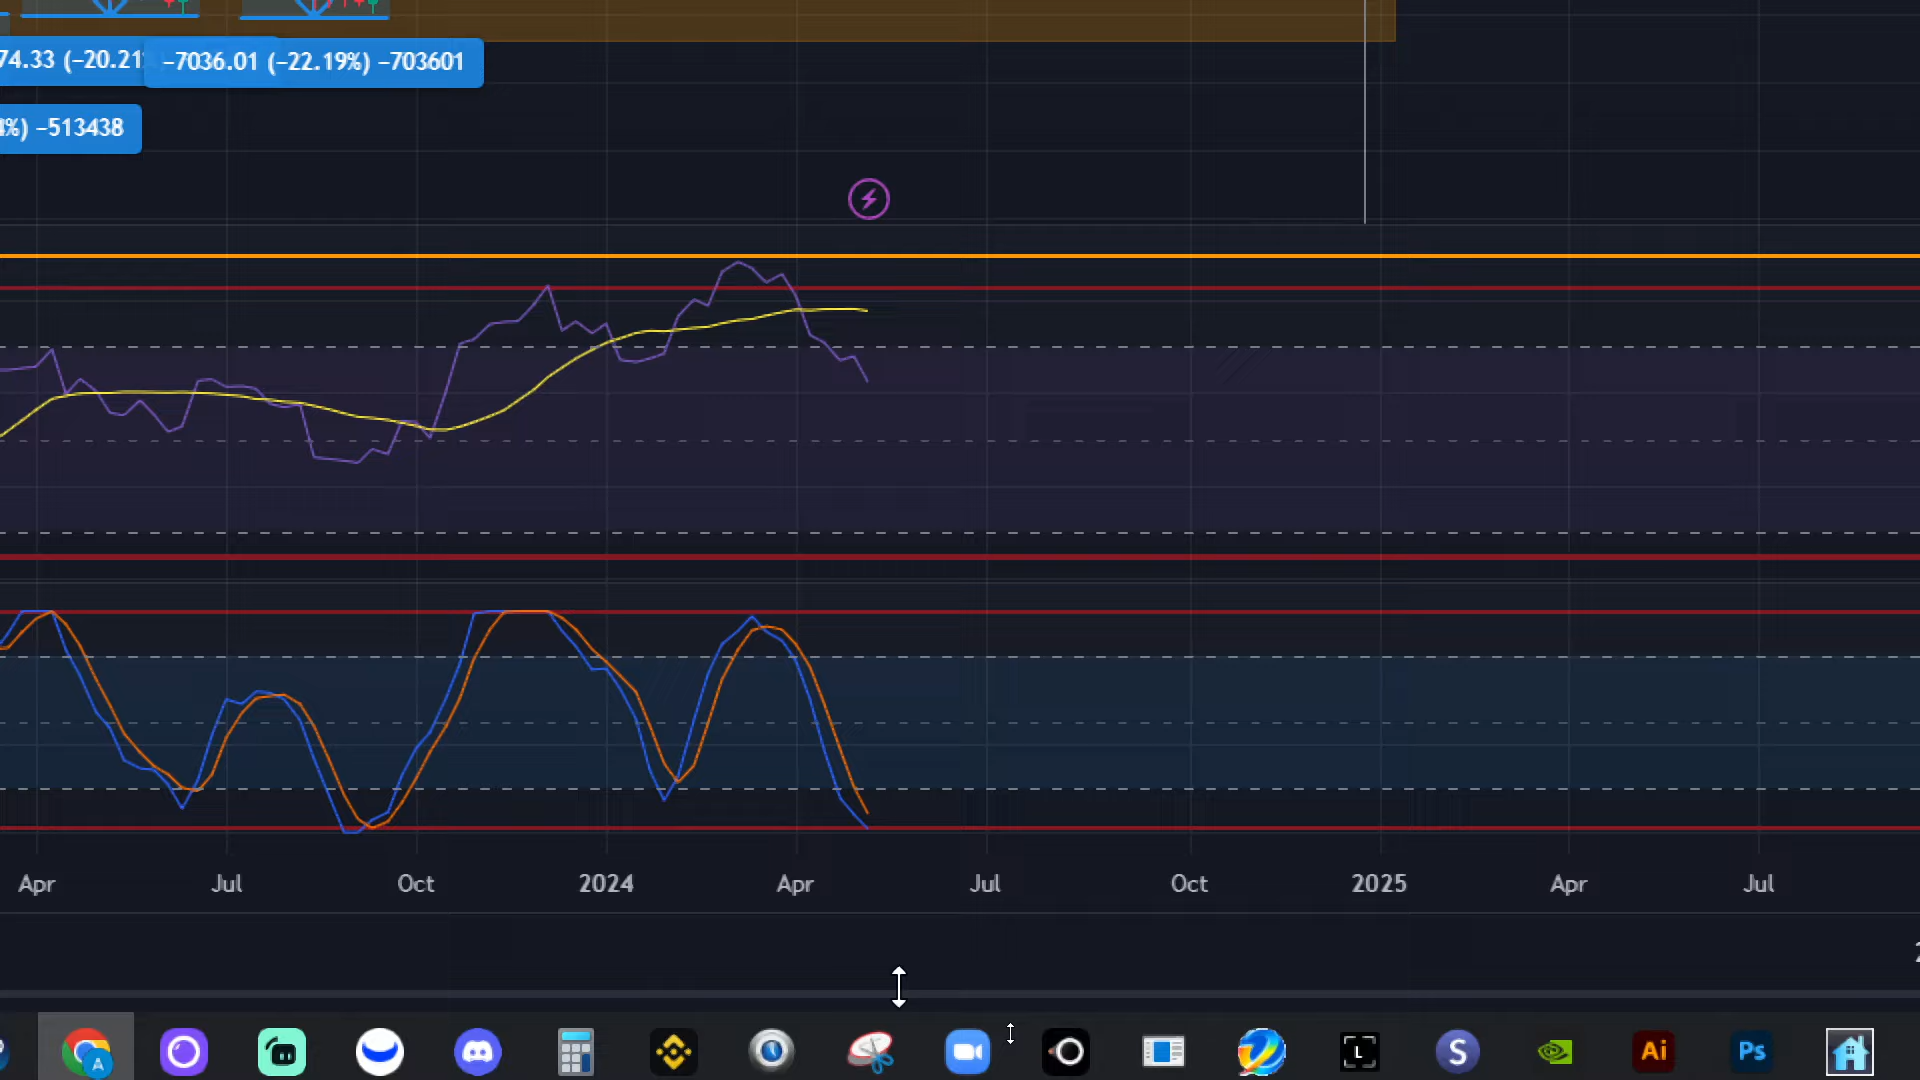 74.33 (−20.21
−7036.01 (−22.19%) −703601
%) −513438
Apr Jul Oct 2024 Apr Jul Oct 2025 Apr Jul
A
L
S
Ai
Ps